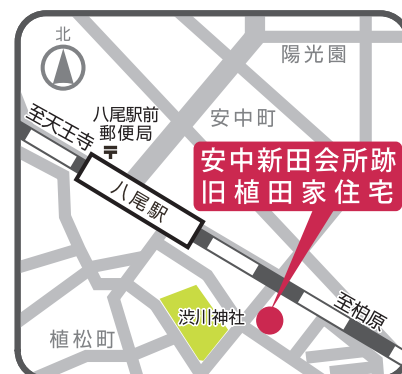 北
陽光園
至天王寺
八尾駅前
郵便局
安中町
安中新田会所跡
旧植田家住宅
八尾駅
至柏原
渋川神社
植松町